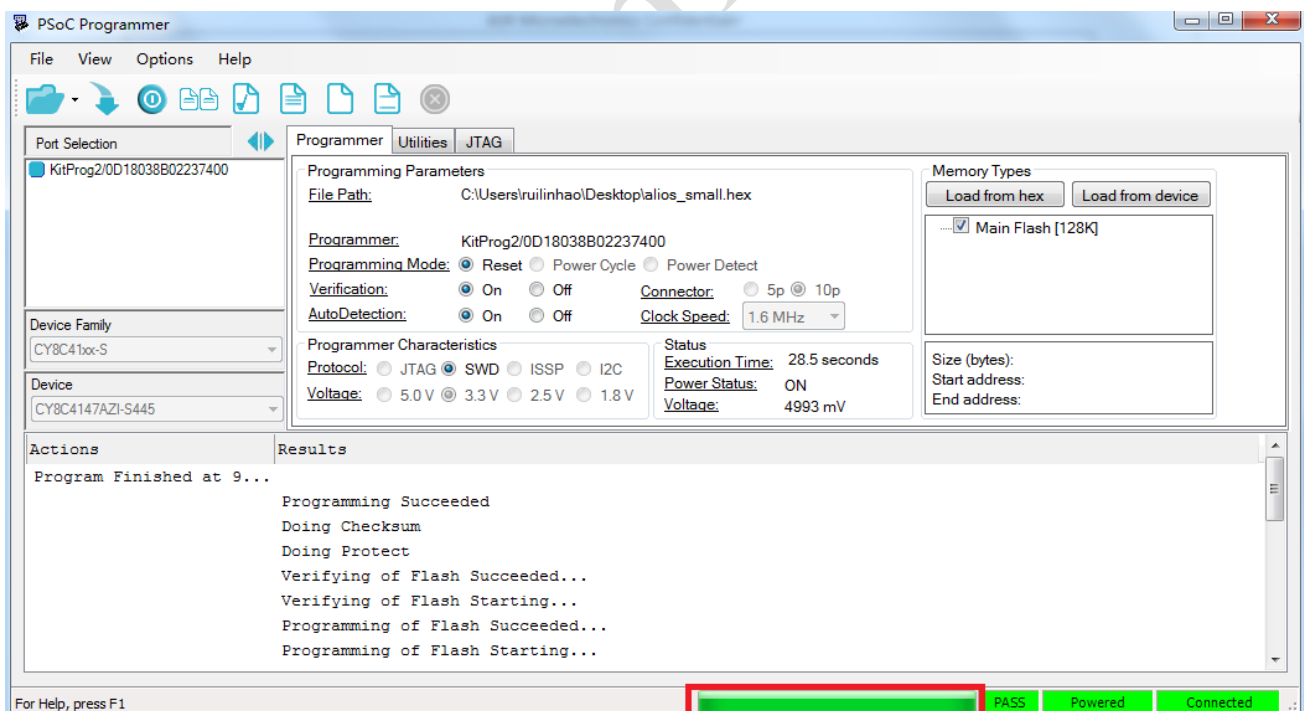 PSoC Programmer
File View Options Help
Port Selection
KitProg2/0D18038B02237400
Device Family
CY8C41xx-S
Device
CY8C4147AZI-S445
Programmer Utilities JTAG
Programming Parameters
File Path: C:\Users\ruilinhao\Desktop\alios_small.hex
Programmer: KitProg2/0D18038B02237400
Programming Mode: Reset Power Cycle Power Detect
Verification: On Off Connector: 5p 10p
AutoDetection: On Off Clock Speed: 1.6 MHz
Programmer Characteristics
Protocol: JTAG SWD ISSP I2C
Voltage: 5.0 V 3.3 V 2.5 V 1.8 V
Status
Execution Time: 28.5 seconds
Power Status: ON
Voltage: 4993 mV
Memory Types
Load from hex Load from device
Main Flash [128K]
Size (bytes):
Start address:
End address:
Actions Results
Program Finished at 9...
Programming Succeeded
Doing Checksum
Doing Protect
Verifying of Flash Succeeded...
Verifying of Flash Starting...
Programming of Flash Succeeded...
Programming of Flash Starting...
For Help, press F1 PASS Powered Connected